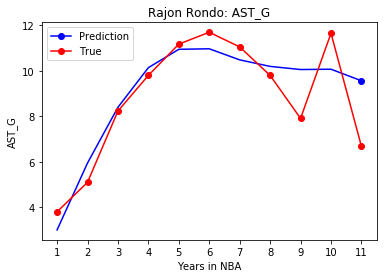 Rajon Rondo: AST_G
Prediction
True
12
10
8
6
4
AST_G
1 2 3 4 5 6 7 8 9 10 11
Years in NBA